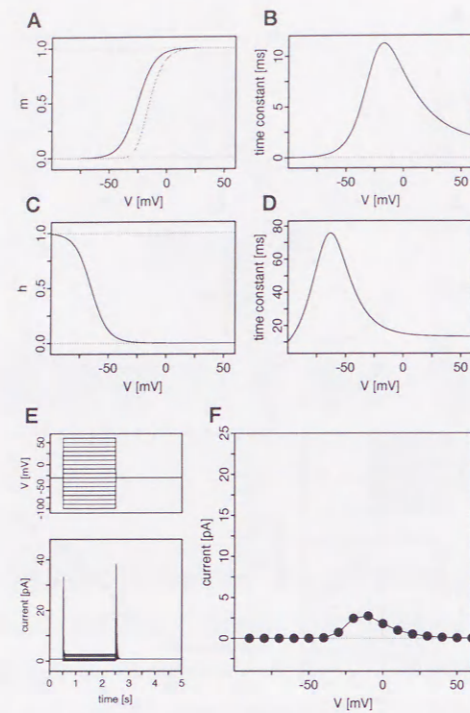 A
1.0
0.5
0.0
m
-50 0 50
V [mV]
B
10
5
0
time constant [ms]
-50 0 50
V [mV]
C
1.0
0.5
0.0
h
-50 0 50
V [mV]
D
80
60
40
20
time constant [ms]
-50 0 50
V [mV]
E
50
0
-50
-100
V [mV]
40
20
0
current [pA]
0 1 2 3 4 5
time [s]
F
25
20
15
10
5
0
current [pA]
-50 0 50
V [mV]